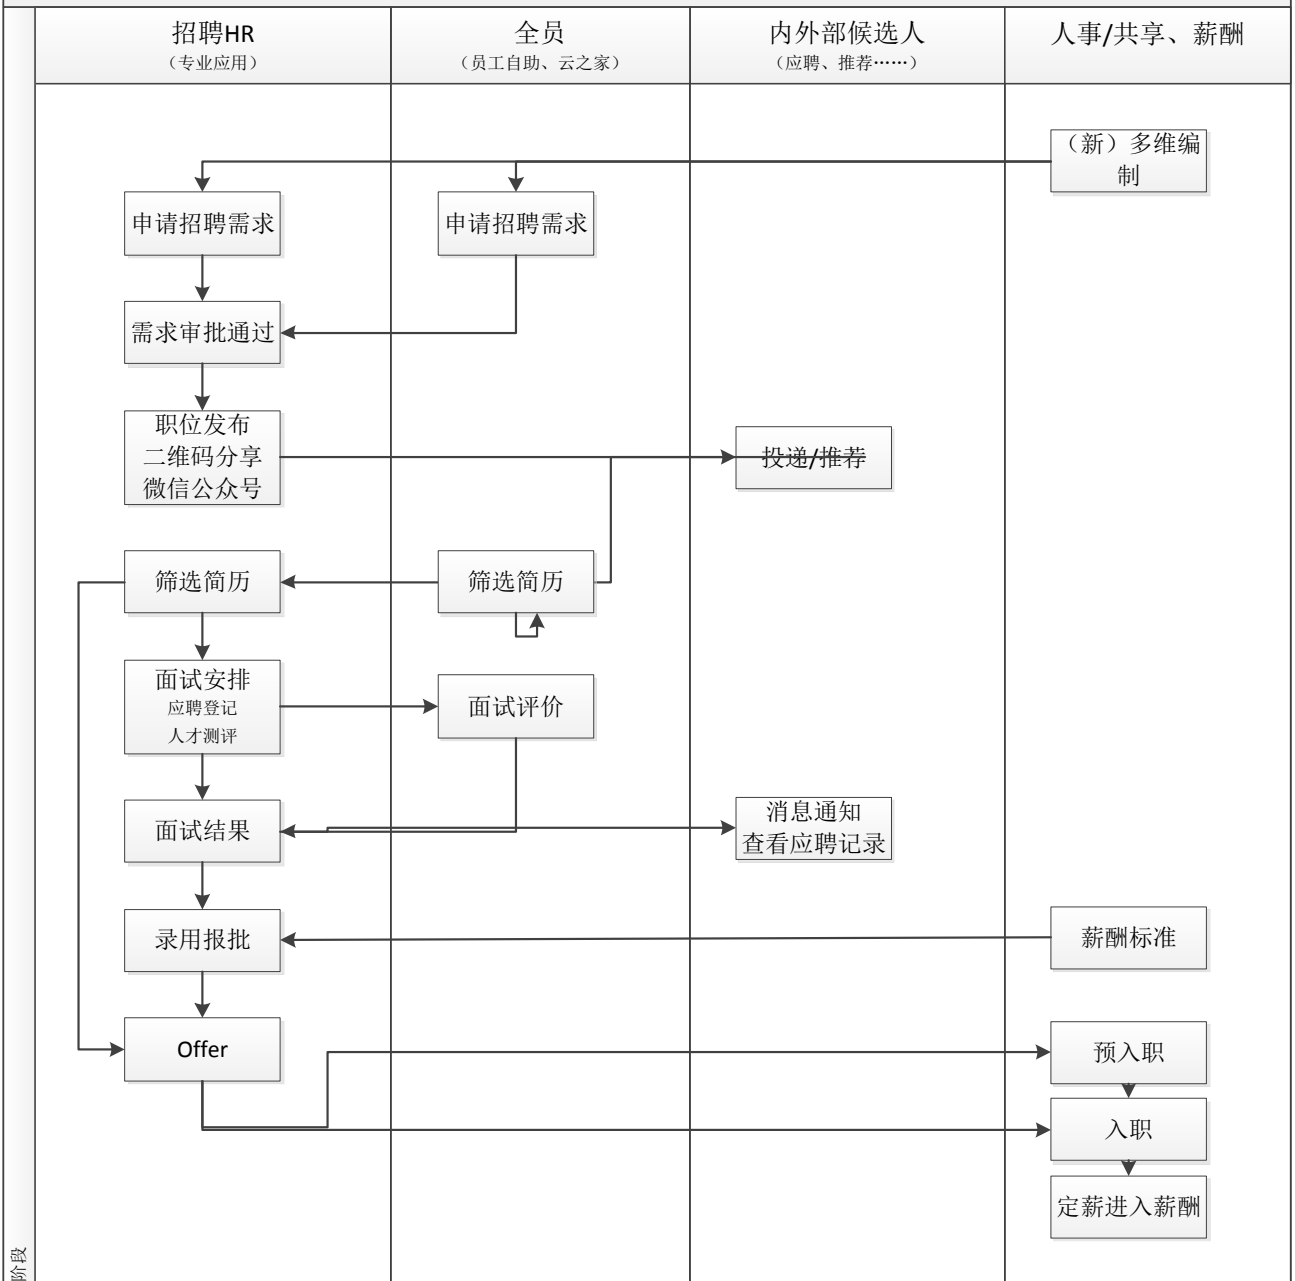 招聘HR
（专业应用）
全员
（员工自助、云之家）
内外部候选人
（应聘、推荐……）
人事/共享、薪酬
（新）多维编
制
申请招聘需求
申请招聘需求
需求审批通过
职位发布
二维码分享
微信公众号
投递/推荐
筛选简历
筛选简历
面试安排
应聘登记
人才测评
面试评价
面试结果
消息通知
查看应聘记录
录用报批
薪酬标准
Offer
预入职
入职
定薪进入薪酬
阶段